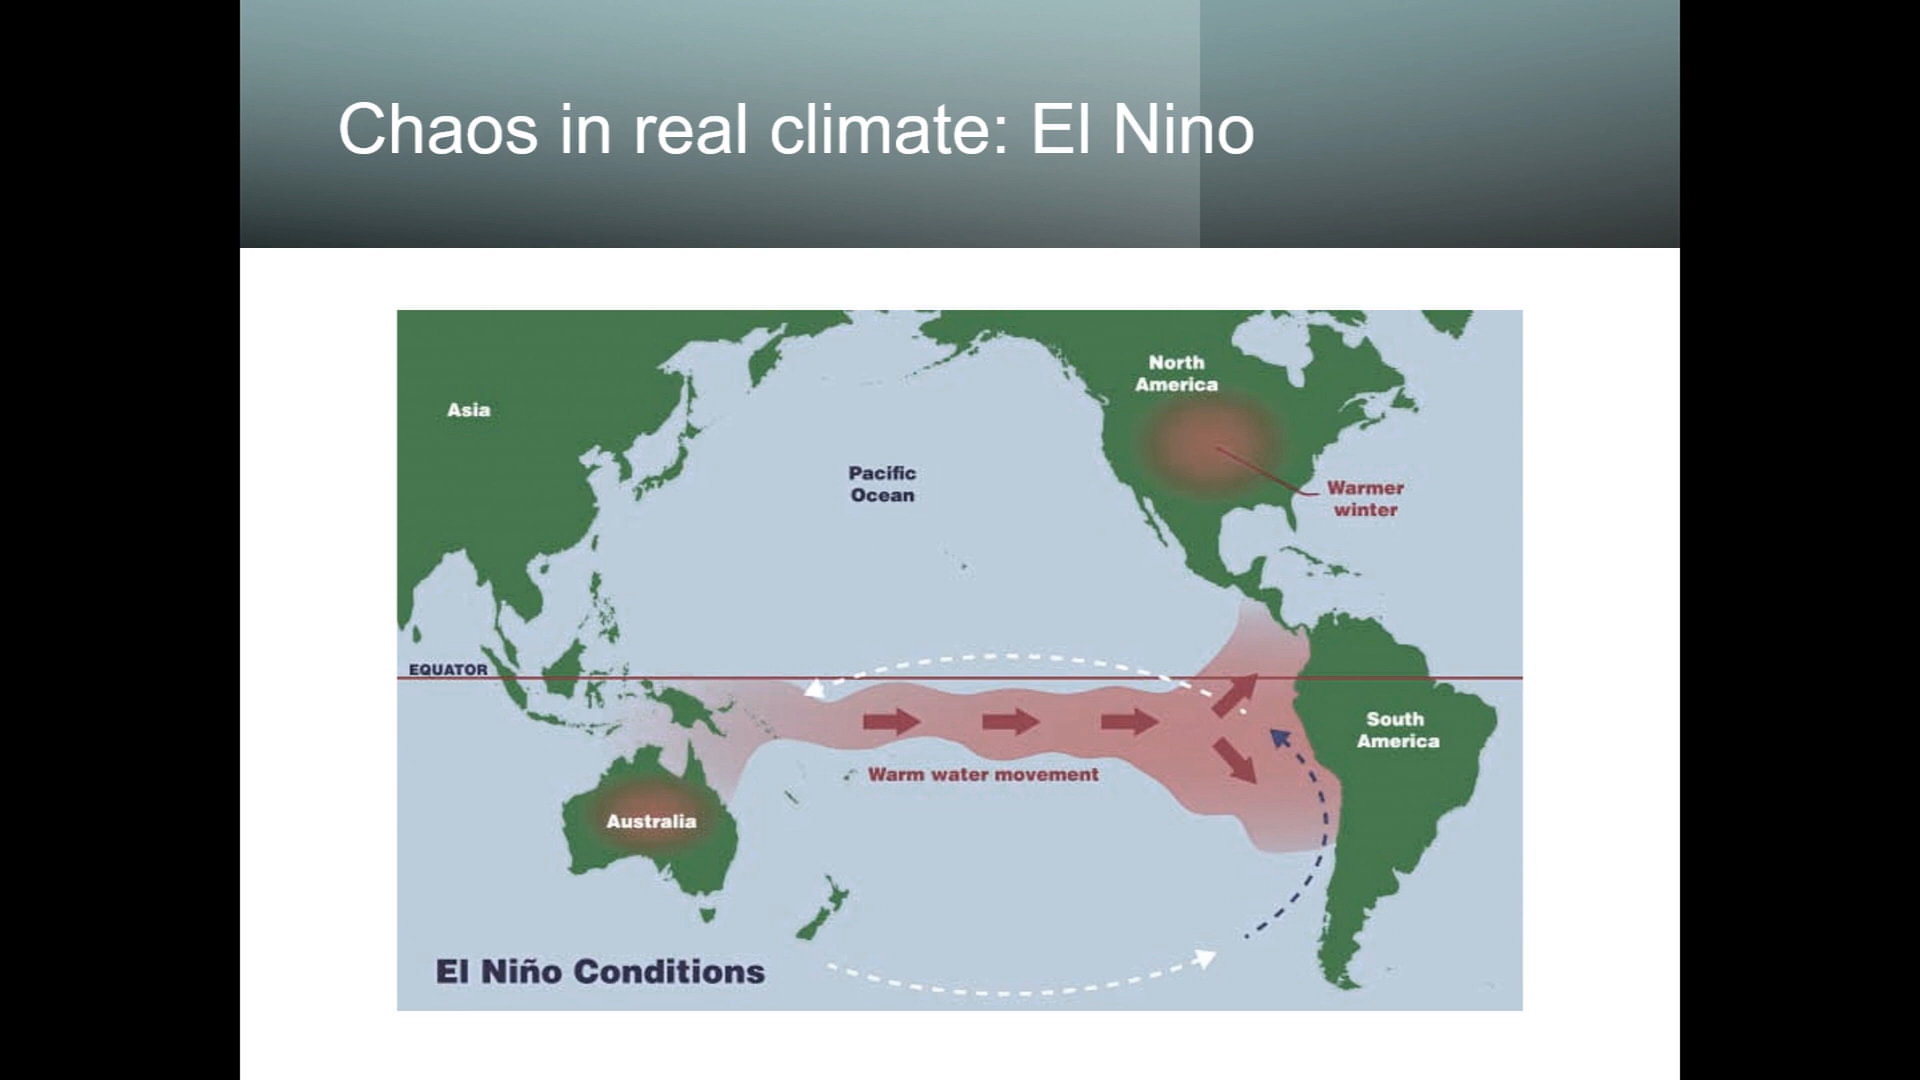 Chaos in real climate: El Nino
North
America
Asia
Pacific
Ocean
Warmer
winter
EQUATOR
South
America
Warm water movement
Australia
El Niño Conditions